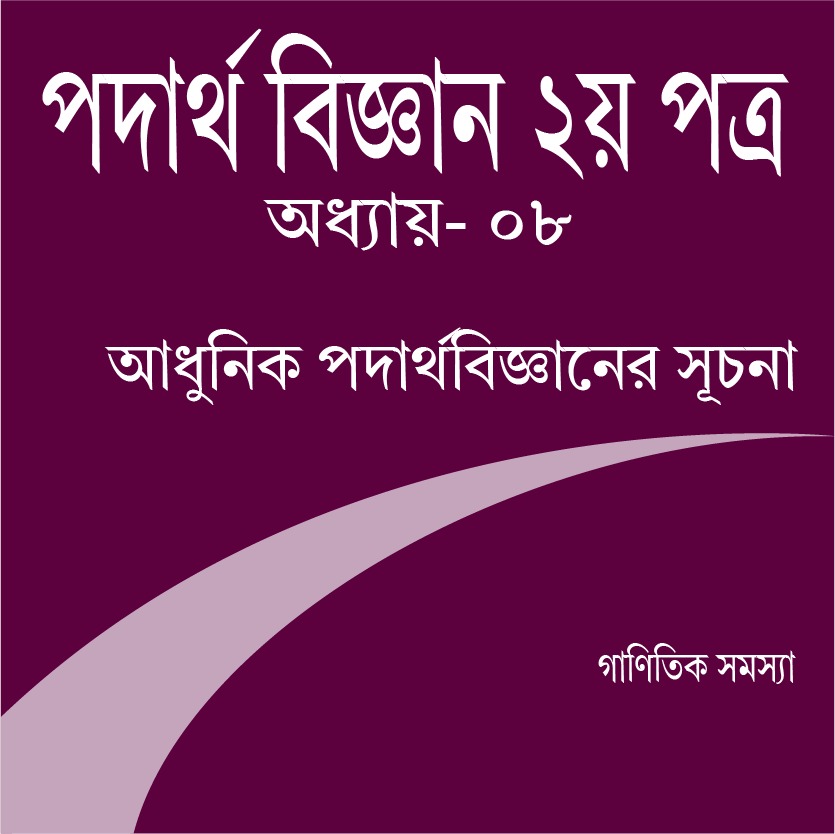 পদার্থ বিজ্ঞান ২য় পত্র
অধ্যায়- ০৮
আধুনিক পদার্থবিজ্ঞানের সূচনা
গাণিতিক সমস্যা